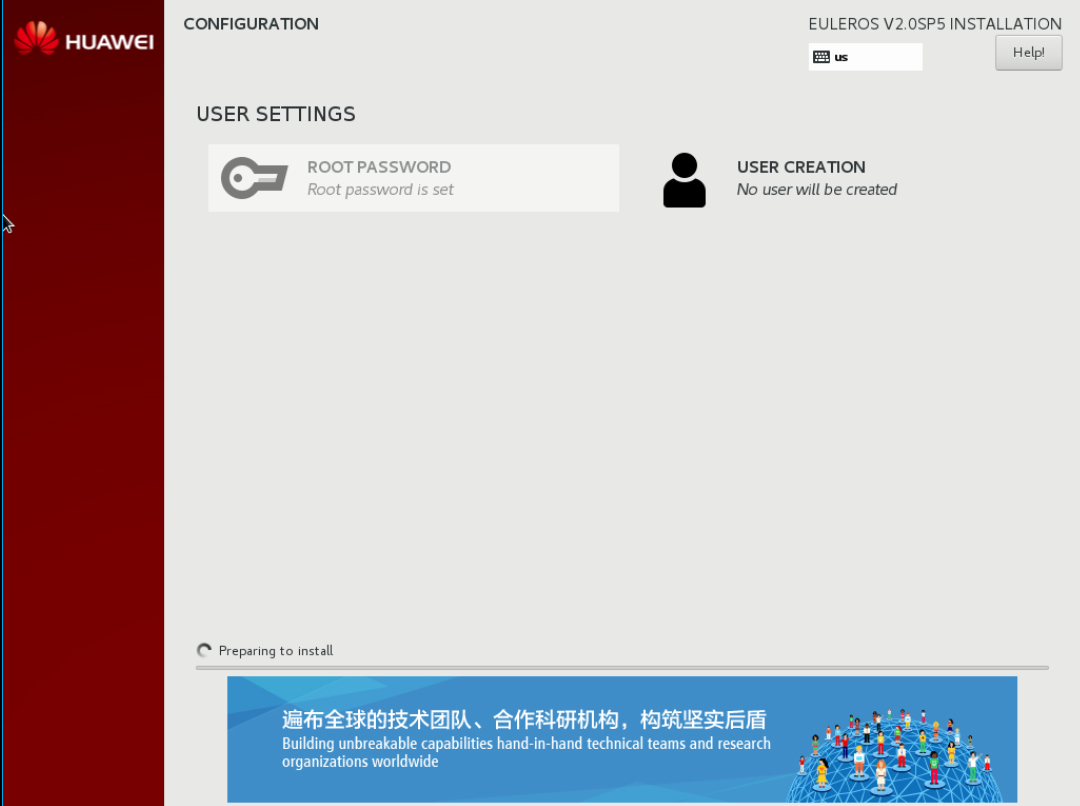 HUAWEI
CONFIGURATION
EULEROS V2.0SP5 INSTALLATION
us
Help!
USER SETTINGS
ROOT PASSWORD
Root password is set
USER CREATION
No user will be created
Preparing to install
遍布全球的技术团队、合作科研机构，构筑坚实后盾
Building unbreakable capabilities hand-in-hand technical teams and research
organizations worldwide